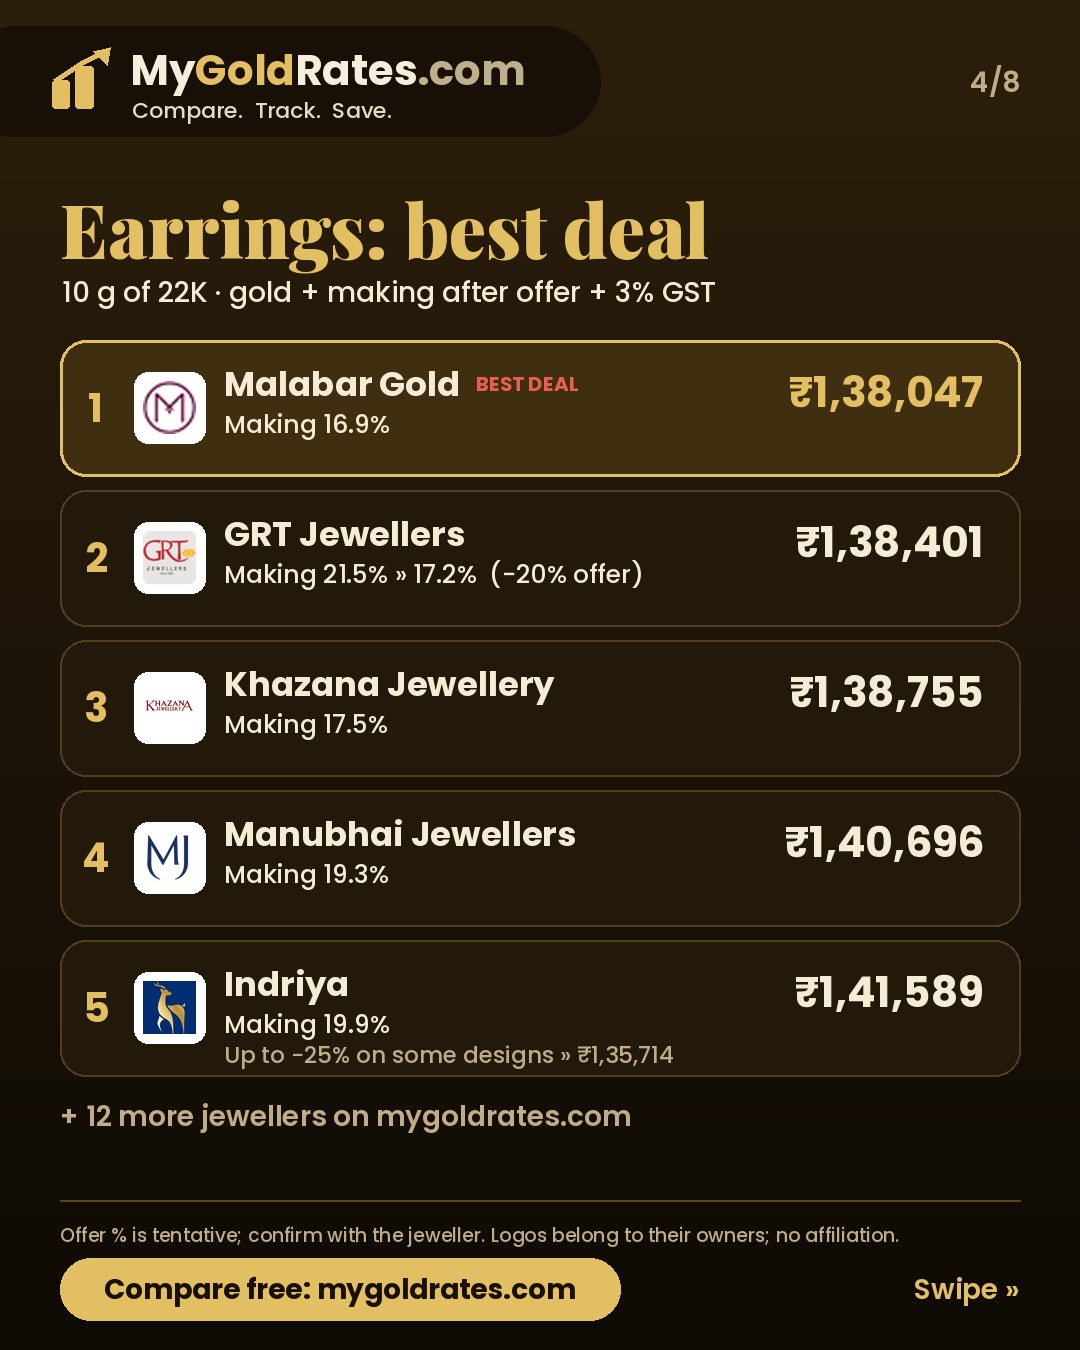 MyGoldRates.com
Compare. Track. Save.
4/8
Earrings: best deal
10 g of 22K · gold + making after offer + 3% GST
1
Malabar Gold BEST DEAL
₹1,38,047
Making 16.9%
2
GRT JEWELLERS
GRT Jewellers
₹1,38,401
Making 21.5% » 17.2% (-20% offer)
3
KHAZANA JEWELLERY
Khazana Jewellery
₹1,38,755
Making 17.5%
4
MJ
Manubhai Jewellers
₹1,40,696
Making 19.3%
5
Indriya
₹1,41,589
Making 19.9%
Up to -25% on some designs » ₹1,35,714
+ 12 more jewellers on mygoldrates.com
Offer % is tentative; confirm with the jeweller. Logos belong to their owners; no affiliation.
Compare free: mygoldrates.com
Swipe »